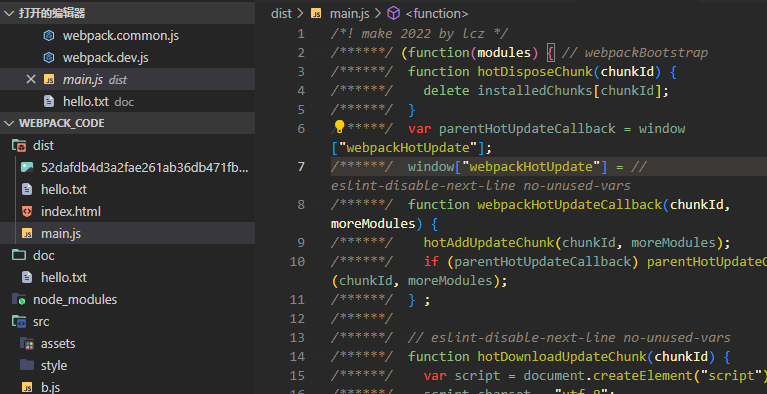 打开的编辑器
webpack.common.js
webpack.dev.js
main.js dist
hello.txt doc
WEBPACK_CODE
dist
52dafdb4d3a2fae261ab36db471fb...
hello.txt
index.html
main.js
doc
hello.txt
node_modules
src
assets
style
b.js
dist > main.js > <function>
1 /*! make 2022 by lcz */
2 /******/ (function(modules) { // webpackBootstrap
3 /******/ function hotDisposeChunk(chunkId) {
4 /******/ delete installedChunks[chunkId];
5 /******/ }
6 /******/ var parentHotUpdateCallback = window
["webpackHotUpdate"];
7 /******/ window["webpackHotUpdate"] = //
eslint-disable-next-line no-unused-vars
8 /******/ function webpackHotUpdateCallback(chunkId,
moreModules) {
9 /******/ hotAddUpdateChunk(chunkId, moreModules);
10 /******/ if (parentHotUpdateCallback) parentHotUpdateC
(chunkId, moreModules);
11 /******/ } ;
12 /******/
13 /******/ // eslint-disable-next-line no-unused-vars
14 /******/ function hotDownloadUpdateChunk(chunkId) {
15 /******/ var script = document.createElement("script")
16 /******/ script.charset = "utf-8";